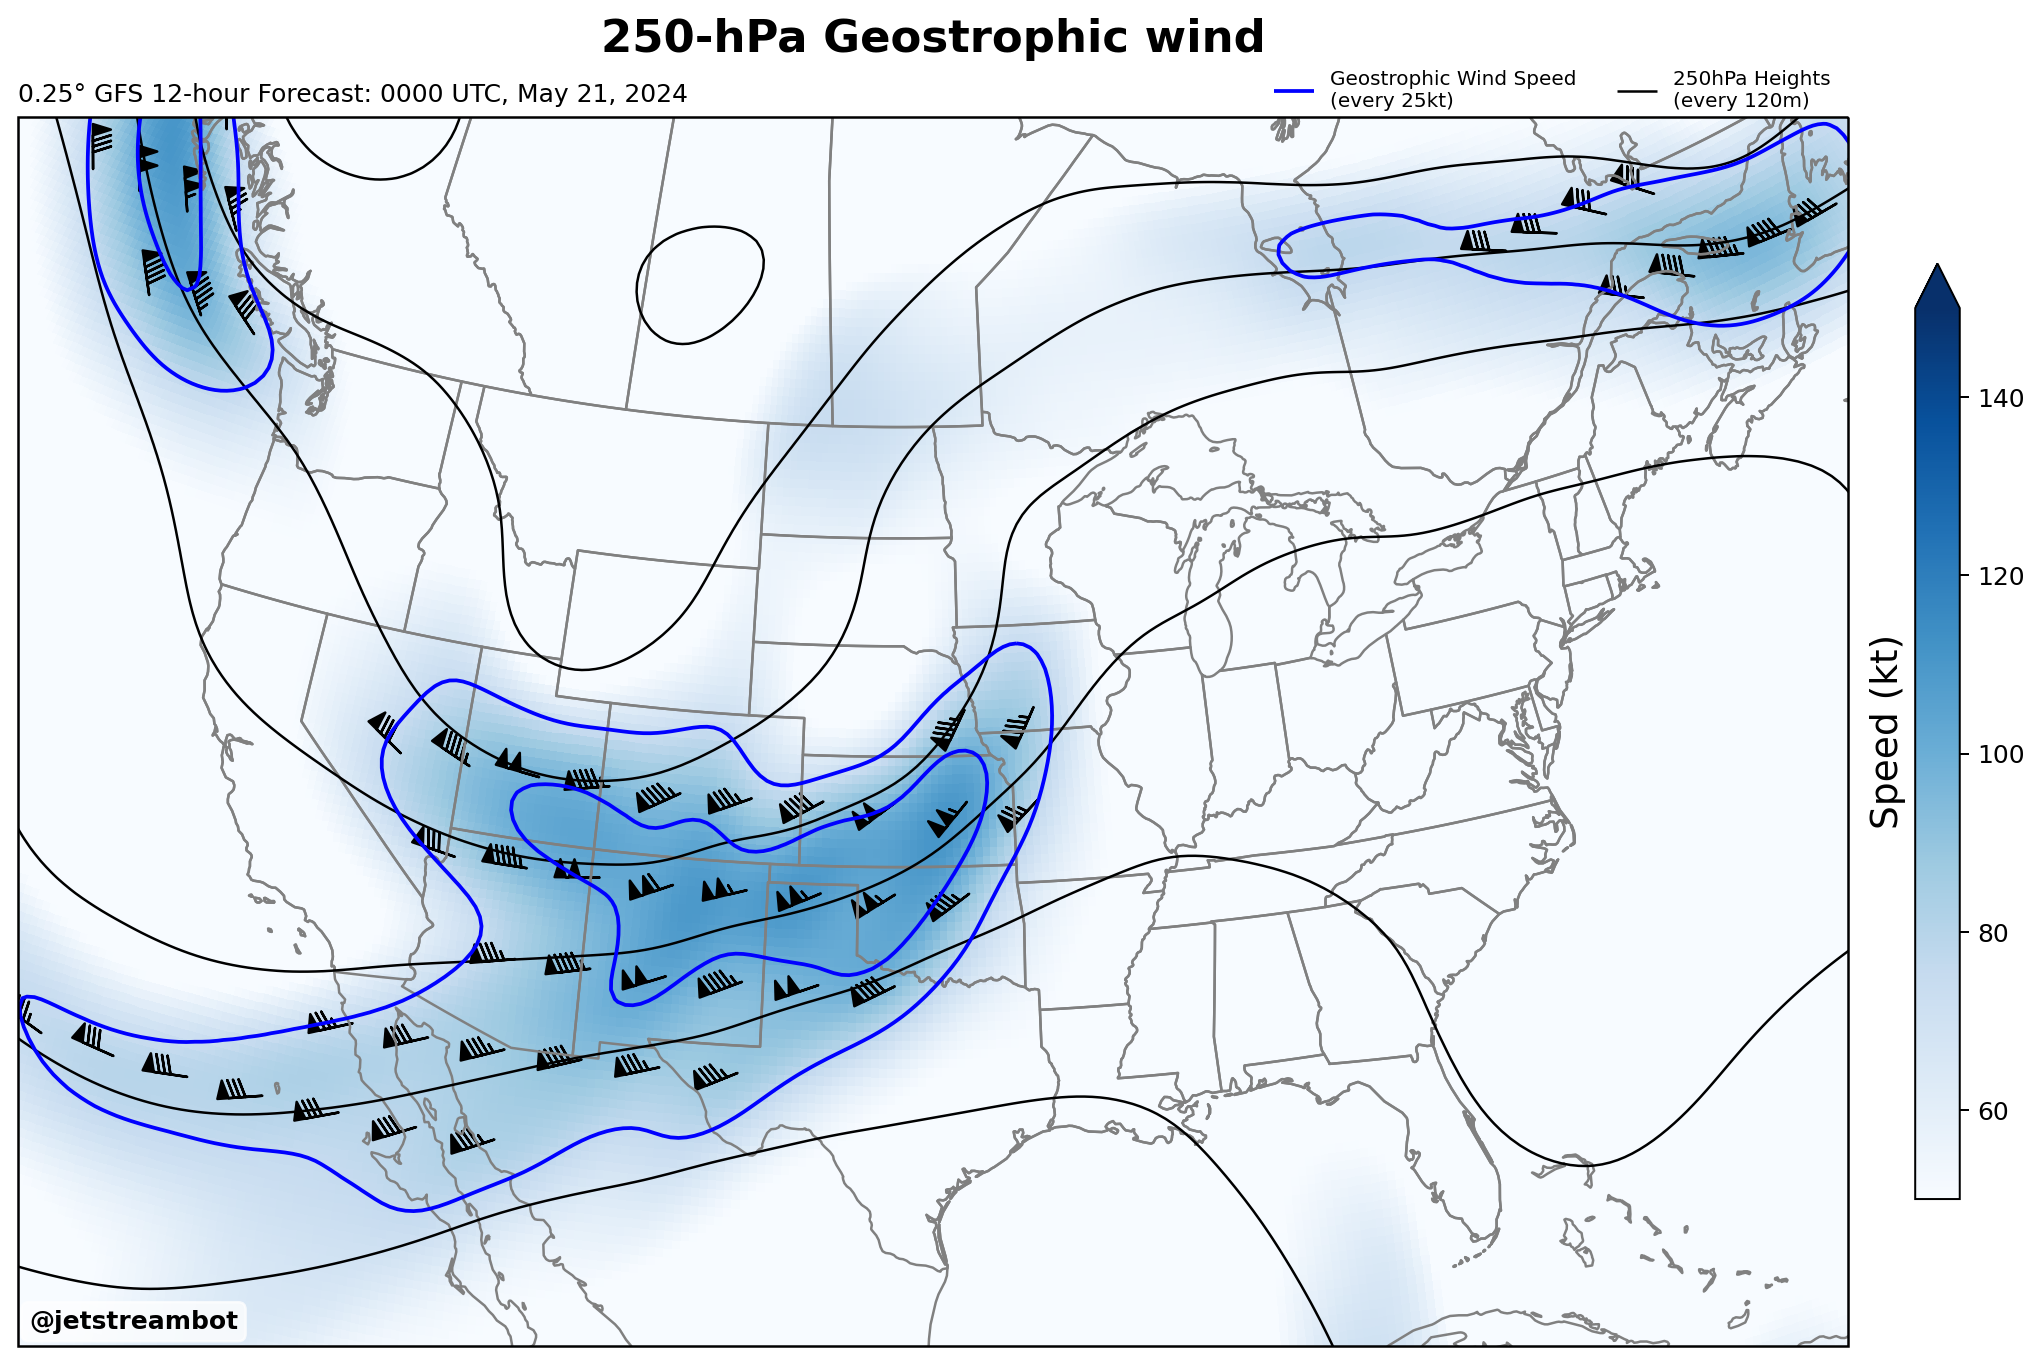 250-hPa Geostrophic wind
0.25° GFS 12-hour Forecast: 0000 UTC, May 21, 2024
Geostrophic Wind Speed
(every 25kt)
250hPa Heights
(every 120m)
140
120
100
80
60
Speed (kt)
@jetstreambot